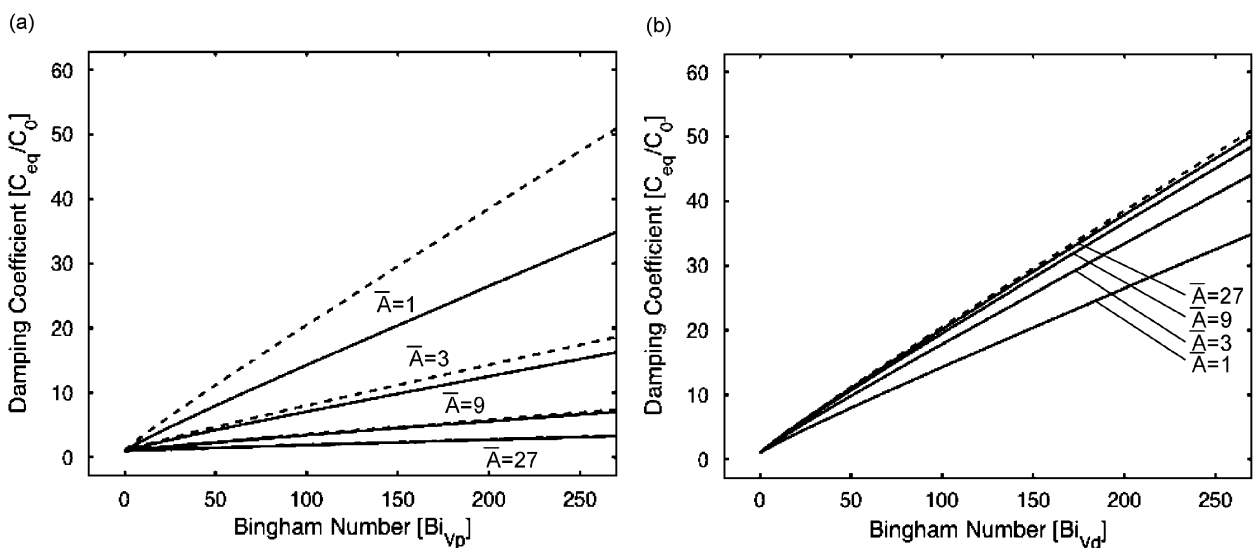 (a)
60
50
40
30
20
10
0
Damping Coefficient [C_eq/C_0]
A̅=1
A̅=3
A̅=9
A̅=27
0 50 100 150 200 250
Bingham Number [Bi_Vp]
(b)
60
50
40
30
20
10
0
Damping Coefficient [C_eq/C_0]
A̅=27
A̅=9
A̅=3
A̅=1
0 50 100 150 200 250
Bingham Number [Bi_Vd]